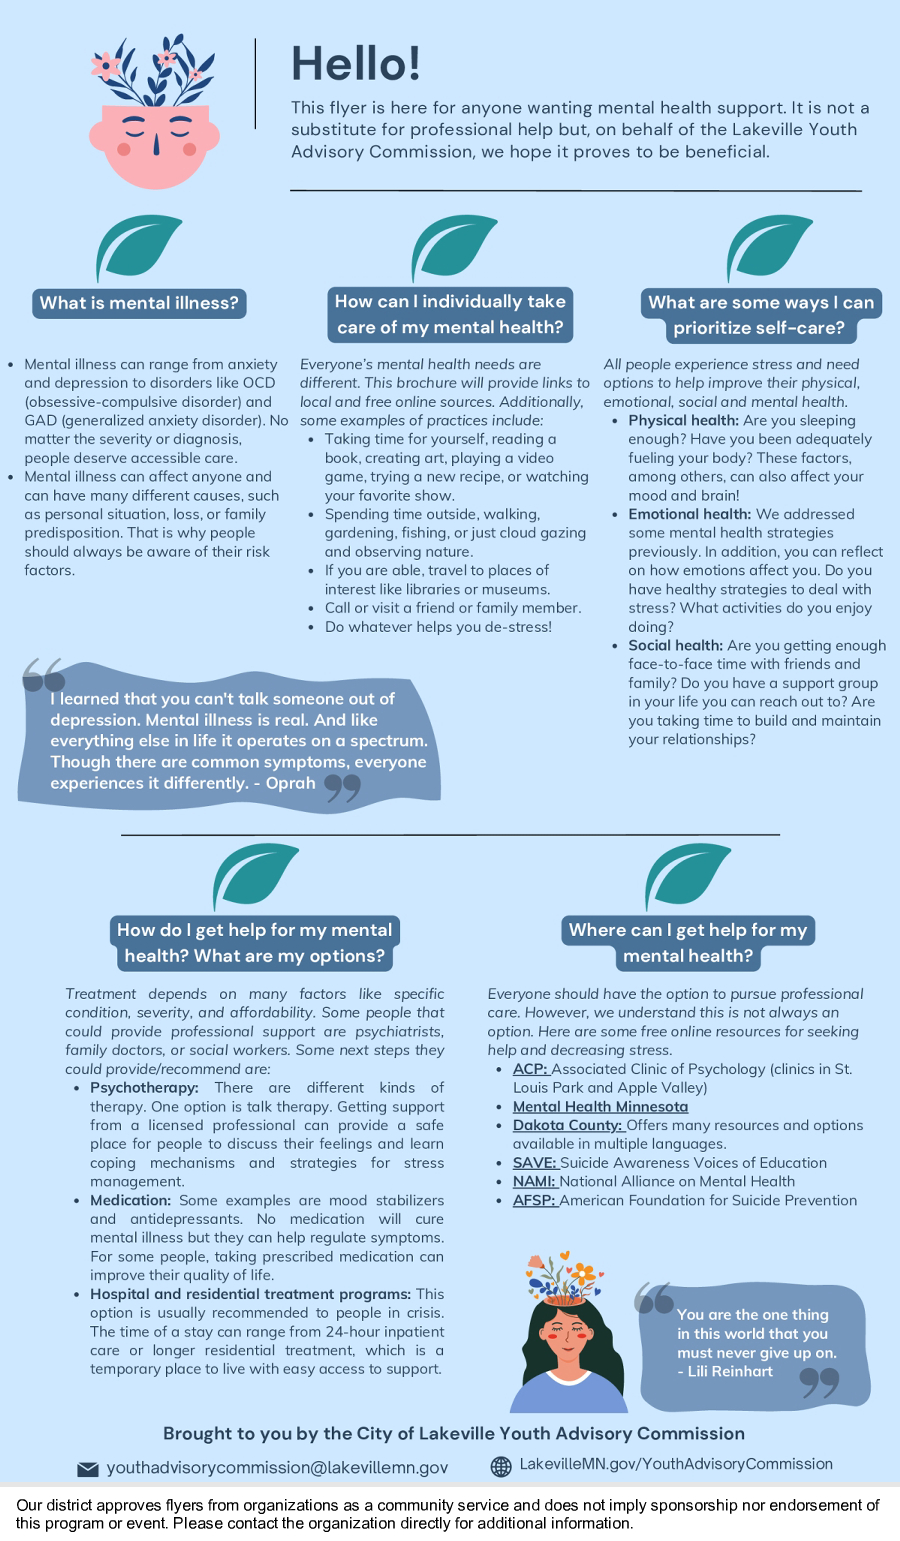 Hello!
This flyer is here for anyone wanting mental health support. It is not a
substitute for professional help but, on behalf of the Lakeville Youth
Advisory Commission, we hope it proves to be beneficial.
What is mental illness?
• Mental illness can range from anxiety
and depression to disorders like OCD
(obsessive-compulsive disorder) and
GAD (generalized anxiety disorder). No
matter the severity or diagnosis,
people deserve accessible care.
• Mental illness can affect anyone and
can have many different causes, such
as personal situation, loss, or family
predisposition. That is why people
should always be aware of their risk
factors.
How can I individually take
care of my mental health?
Everyone's mental health needs are
different. This brochure will provide links to
local and free online sources. Additionally,
some examples of practices include:
• Taking time for yourself, reading a
book, creating art, playing a video
game, trying a new recipe, or watching
your favorite show.
• Spending time outside, walking,
gardening, fishing, or just cloud gazing
and observing nature.
• If you are able, travel to places of
interest like libraries or museums.
• Call or visit a friend or family member.
• Do whatever helps you de-stress!
What are some ways I can
prioritize self-care?
All people experience stress and need
options to help improve their physical,
emotional, social and mental health.
• Physical health: Are you sleeping
enough? Have you been adequately
fueling your body? These factors,
among others, can also affect your
mood and brain!
• Emotional health: We addressed
some mental health strategies
previously. In addition, you can reflect
on how emotions affect you. Do you
have healthy strategies to deal with
stress? What activities do you enjoy
doing?
• Social health: Are you getting enough
face-to-face time with friends and
family? Do you have a support group
in your life you can reach out to? Are
you taking time to build and maintain
your relationships?
“
I learned that you can't talk someone out of
depression. Mental illness is real. And like
everything else in life it operates on a spectrum.
Though there are common symptoms, everyone
experiences it differently. - Oprah ”
How do I get help for my mental
health? What are my options?
Treatment depends on many factors like specific
condition, severity, and affordability. Some people that
could provide professional support are psychiatrists,
family doctors, or social workers. Some next steps they
could provide/recommend are:
• Psychotherapy: There are different kinds of
therapy. One option is talk therapy. Getting support
from a licensed professional can provide a safe
place for people to discuss their feelings and learn
coping mechanisms and strategies for stress
management.
• Medication: Some examples are mood stabilizers
and antidepressants. No medication will cure
mental illness but they can help regulate symptoms.
For some people, taking prescribed medication can
improve their quality of life.
• Hospital and residential treatment programs: This
option is usually recommended to people in crisis.
The time of a stay can range from 24-hour inpatient
care or longer residential treatment, which is a
temporary place to live with easy access to support.
Where can I get help for my
mental health?
Everyone should have the option to pursue professional
care. However, we understand this is not always an
option. Here are some free online resources for seeking
help and decreasing stress.
• ACP: Associated Clinic of Psychology (clinics in St.
Louis Park and Apple Valley)
• Mental Health Minnesota
• Dakota County: Offers many resources and options
available in multiple languages.
• SAVE: Suicide Awareness Voices of Education
• NAMI: National Alliance on Mental Health
• AFSP: American Foundation for Suicide Prevention
“
You are the one thing
in this world that you
must never give up on.
- Lili Reinhart ”
Brought to you by the City of Lakeville Youth Advisory Commission
youthadvisorycommission@lakevillemn.gov
LakevilleMN.gov/YouthAdvisoryCommission
Our district approves flyers from organizations as a community service and does not imply sponsorship nor endorsement of
this program or event. Please contact the organization directly for additional information.